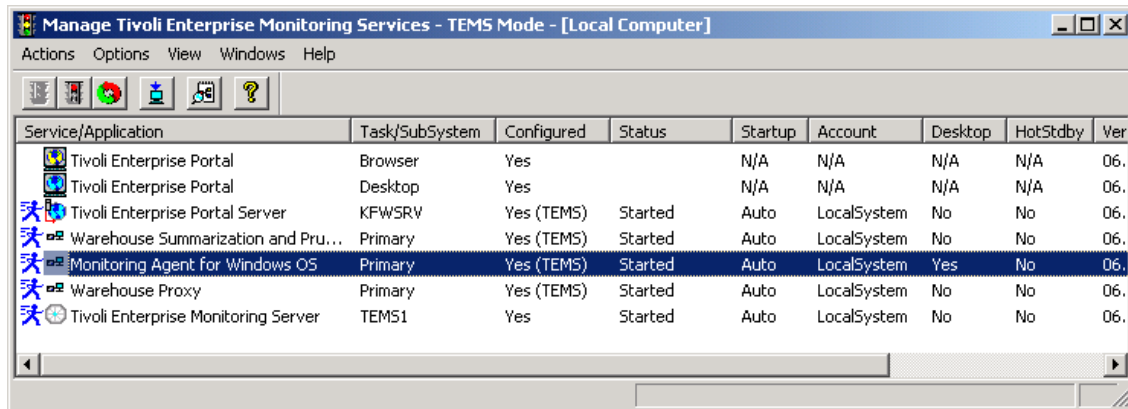 Manage Tivoli Enterprise Monitoring Services - TEMS Mode - [Local Computer]
Actions Options View Windows Help
Service/Application Task/SubSystem Configured Status Startup Account Desktop HotStdby Ver
Tivoli Enterprise Portal Browser Yes N/A N/A N/A N/A 06.
Tivoli Enterprise Portal Desktop Yes N/A N/A N/A N/A 06.
Tivoli Enterprise Portal Server KFWSRV Yes (TEMS) Started Auto LocalSystem No No 06.
Warehouse Summarization and Pru... Primary Yes (TEMS) Started Auto LocalSystem No No 06.
Monitoring Agent for Windows OS Primary Yes (TEMS) Started Auto LocalSystem Yes No 06.
Warehouse Proxy Primary Yes (TEMS) Started Auto LocalSystem No No 06.
Tivoli Enterprise Monitoring Server TEMS1 Yes Started Auto LocalSystem No No 06.